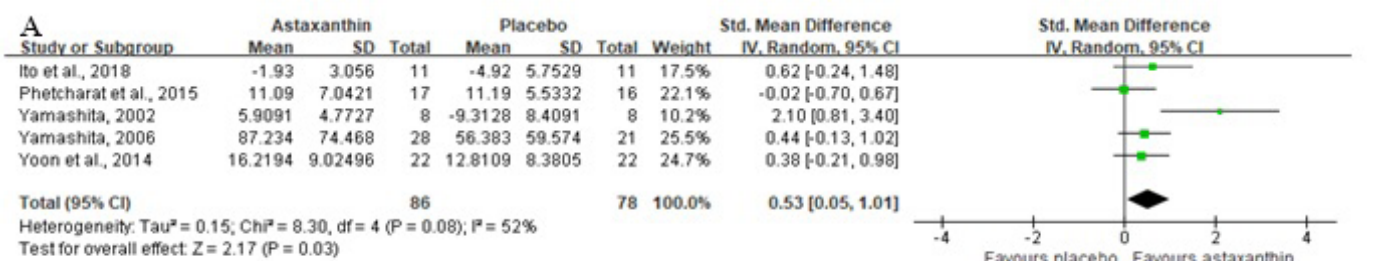 A
Astaxanthin Placebo Std. Mean Difference Std. Mean Difference
Study or Subgroup Mean SD Total Mean SD Total Weight IV, Random, 95% CI IV, Random, 95% CI
Ito et al., 2018 -1.93 3.056 11 -4.92 5.7529 11 17.5% 0.62 [-0.24, 1.48]
Phetcharat et al., 2015 11.09 7.0421 17 11.19 5.5332 16 22.1% -0.02 [-0.70, 0.67]
Yamashita, 2002 5.9091 4.7727 8 -9.3128 8.4091 8 10.2% 2.10 [0.81, 3.40]
Yamashita, 2006 87.234 74.468 28 56.383 59.574 21 25.5% 0.44 [-0.13, 1.02]
Yoon et al., 2014 16.2194 9.02496 22 12.8109 8.3805 22 24.7% 0.38 [-0.21, 0.98]
Total (95% CI) 86 78 100.0% 0.53 [0.05, 1.01]
Heterogeneity: Tau² = 0.15; Chi² = 8.30, df = 4 (P = 0.08); I² = 52%
Test for overall effect: Z = 2.17 (P = 0.03)
-4 -2 0 2 4
Favours placebo Favours astaxanthin